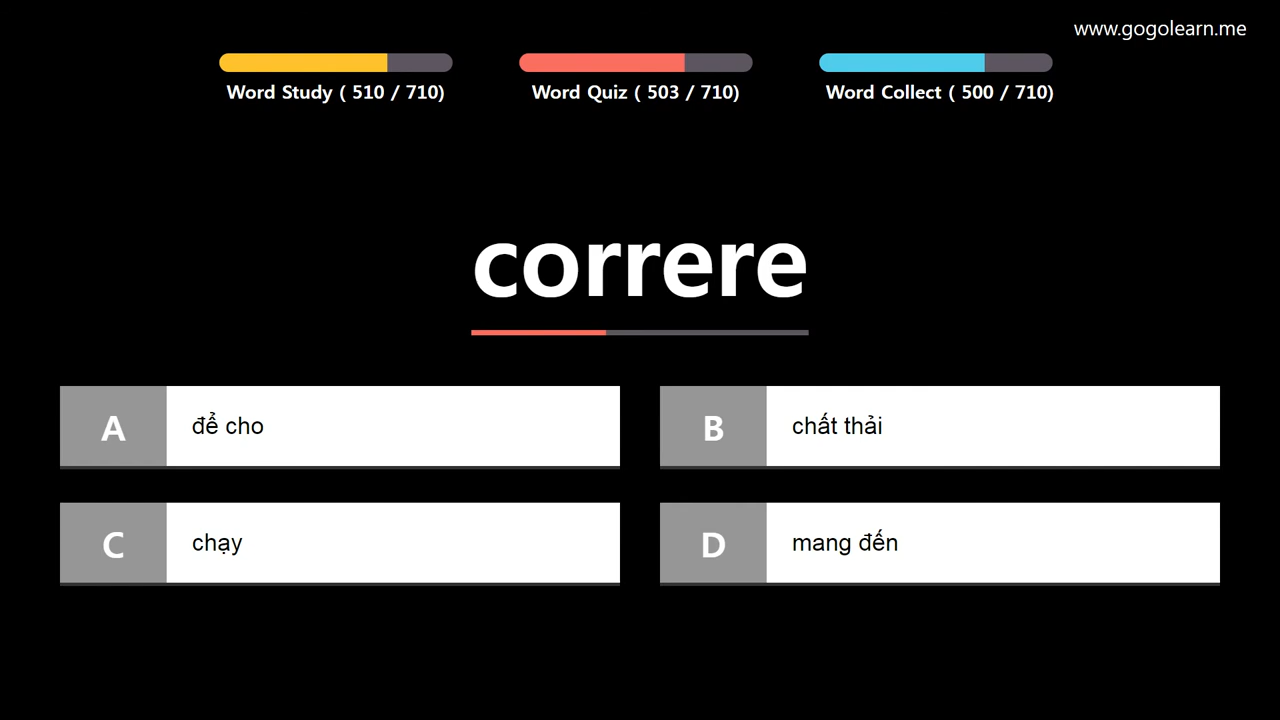 www.gogolearn.me
Word Study ( 510 / 710)
Word Quiz ( 503 / 710)
Word Collect ( 500 / 710)
correre
A
để cho
B
chất thải
C
chạy
D
mang đến